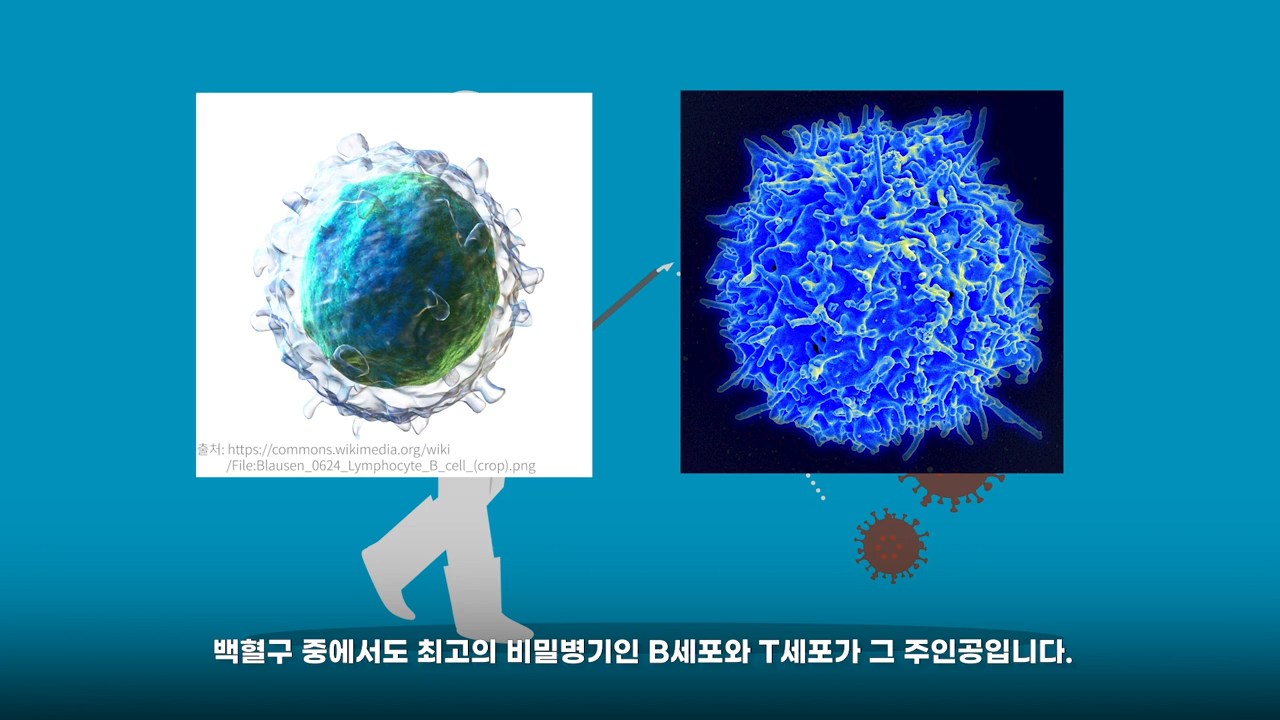 출처: https://commons.wikimedia.org/wiki
/File:Blausen_0624_Lymphocyte_B_cell_(crop).png
백혈구 중에서도 최고의 비밀병기인 B세포와 T세포가 그 주인공입니다.